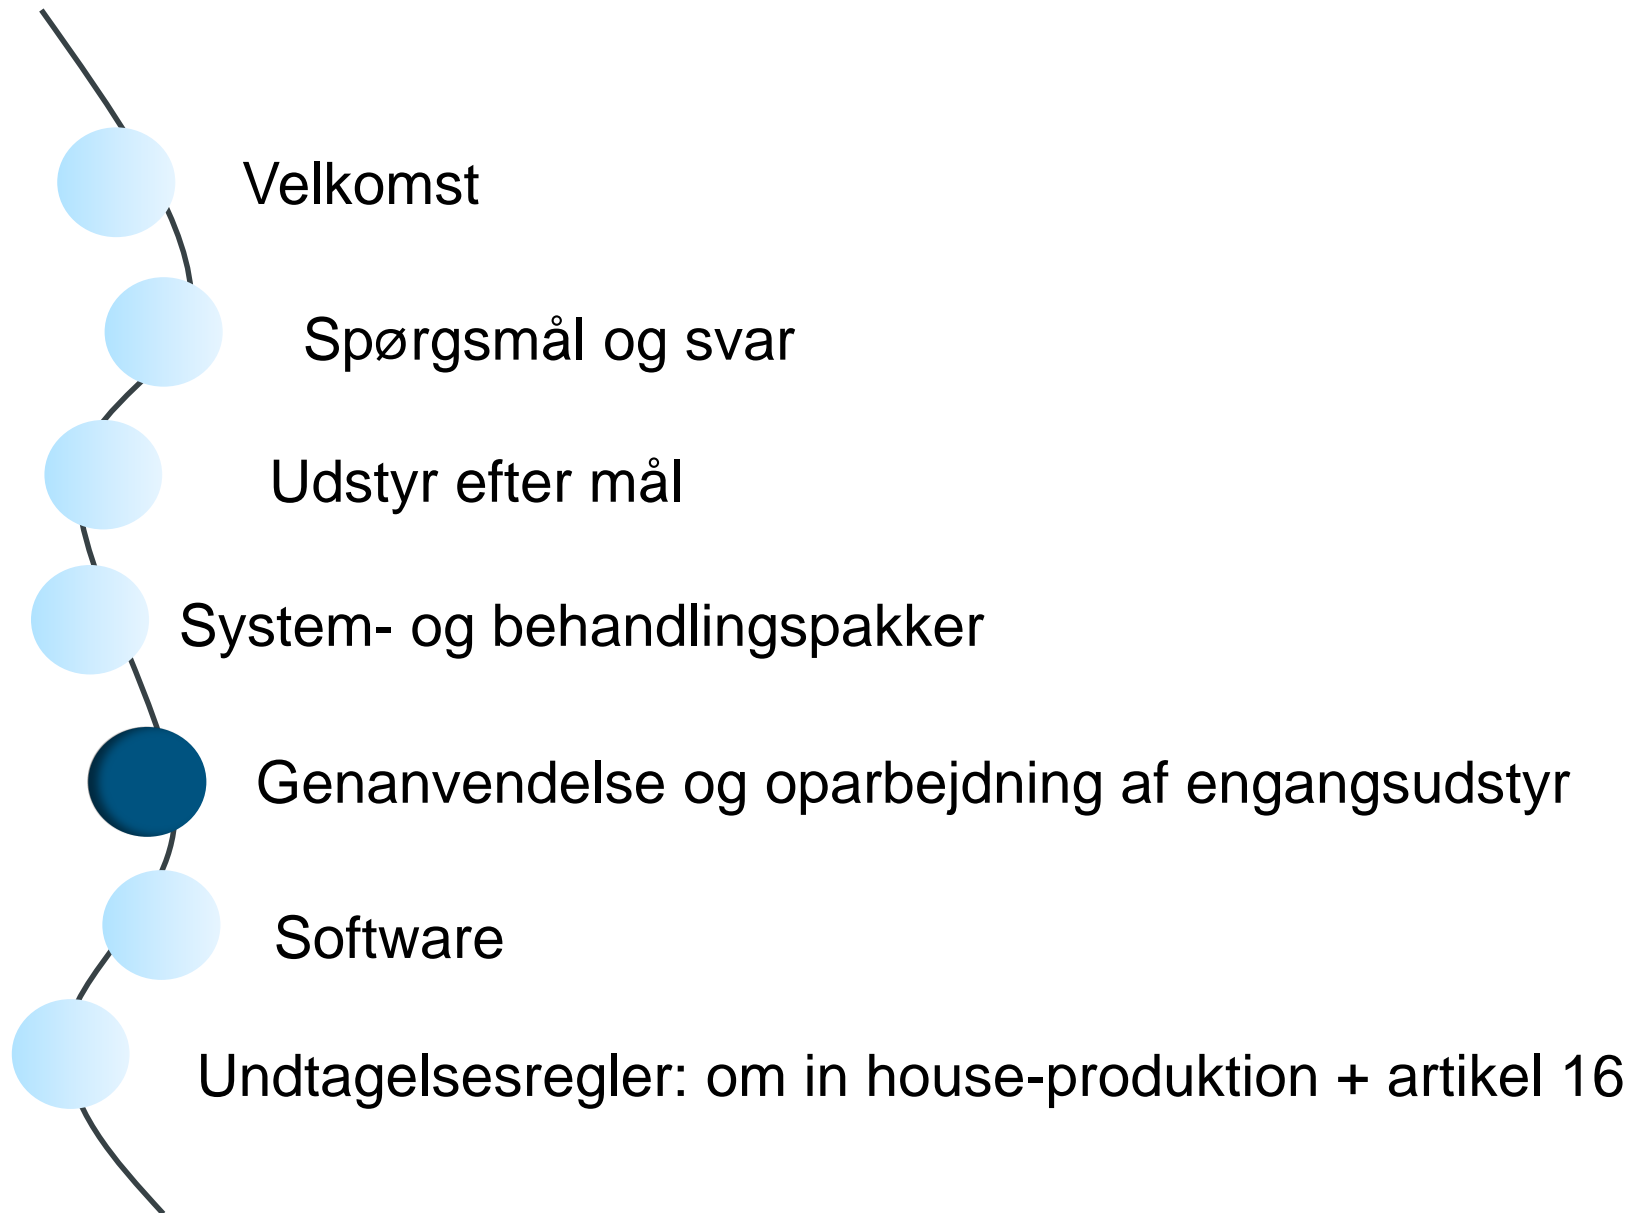 Velkomst
Spørgsmål og svar
Udstyr efter mål
System- og behandlingspakker
Genanvendelse og oparbejdning af engangsudstyr
Software
Undtagelsesregler: om in house-produktion + artikel 16